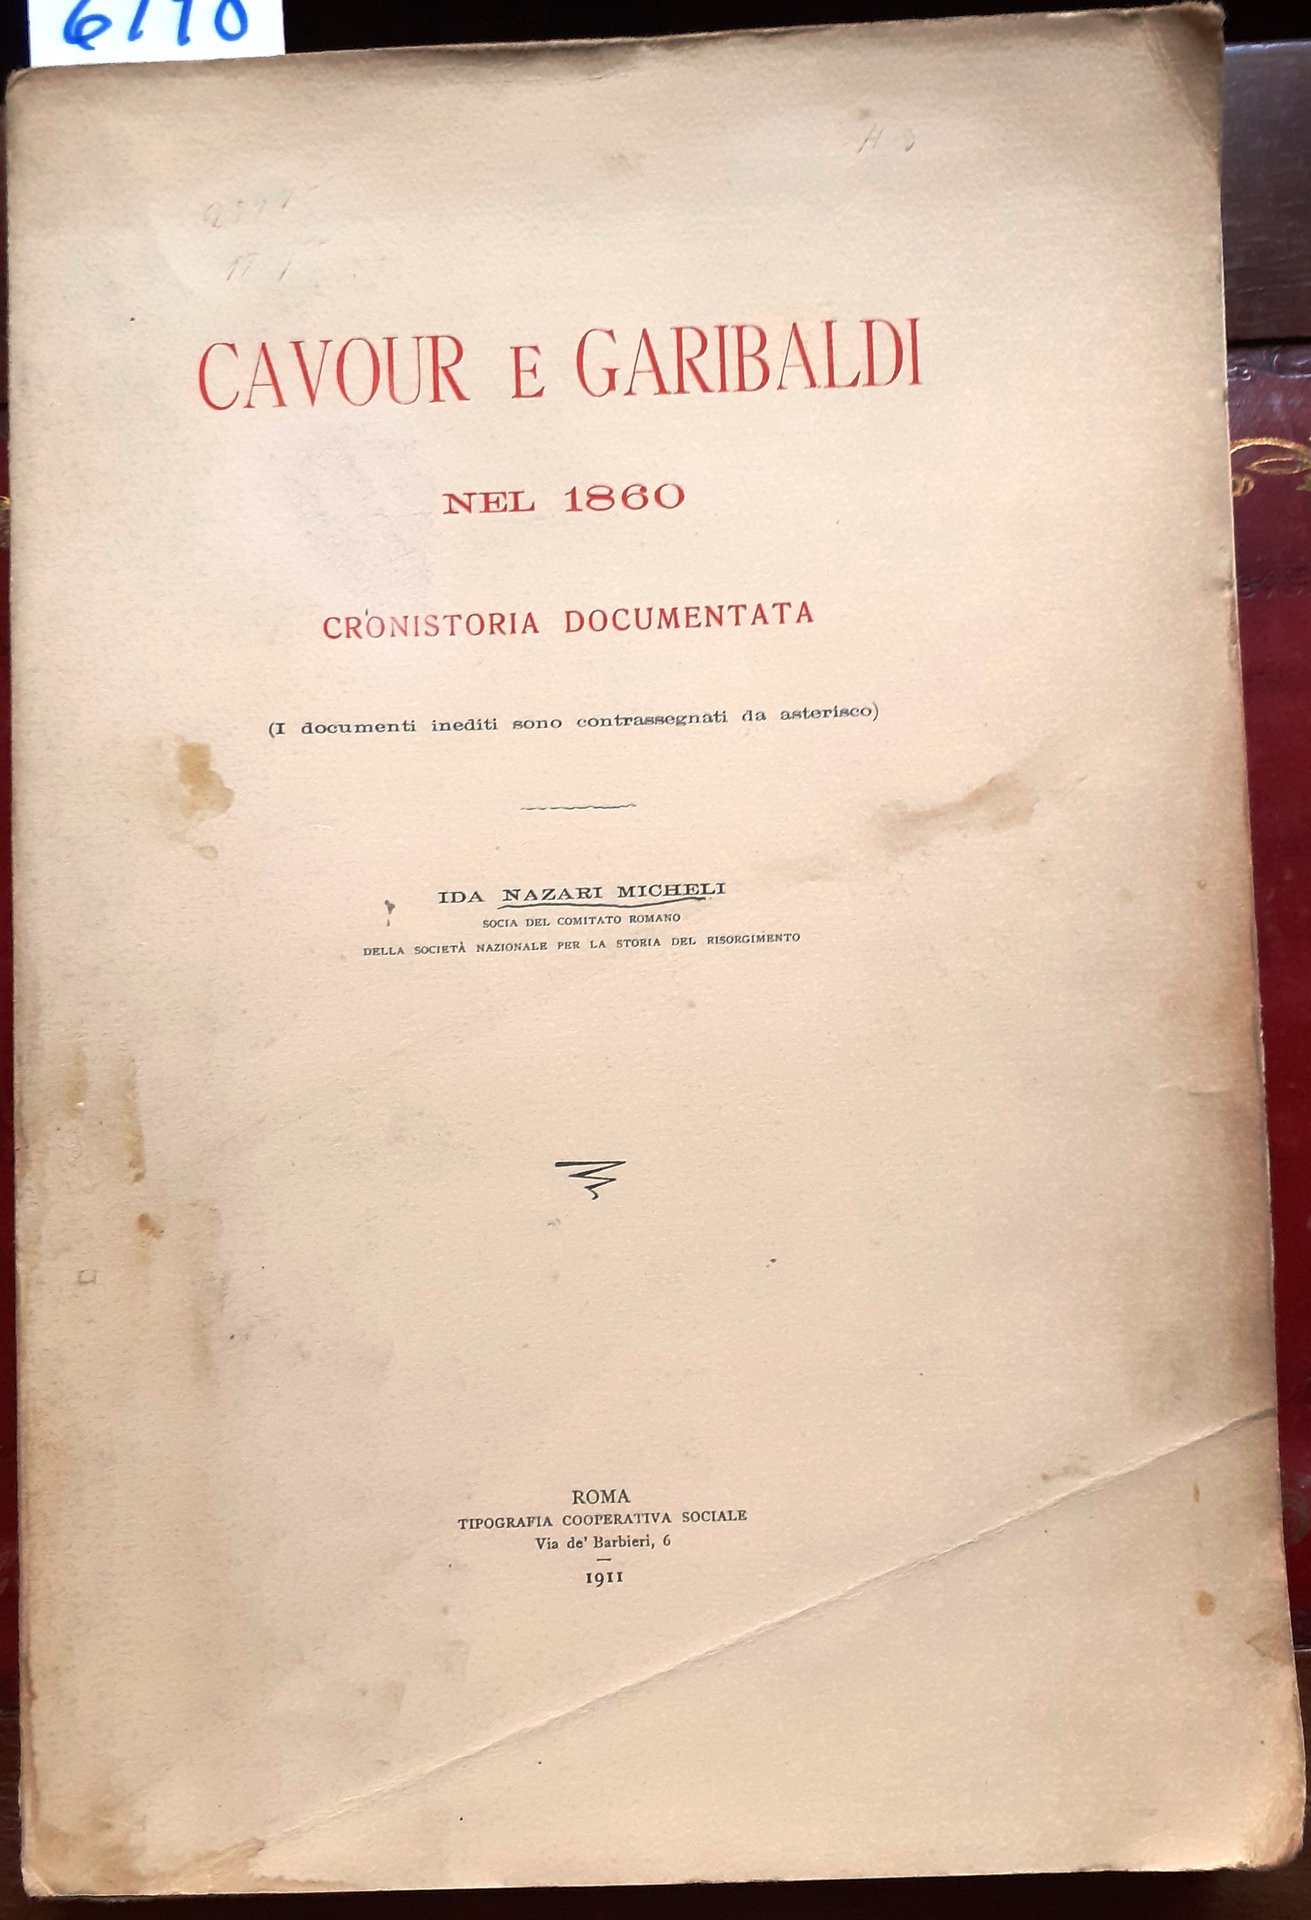 CAVOUR E GARIBALDI
NEL 1860
CRONISTORIA DOCUMENTATA
(I documenti inediti sono contrassegnati da asterisco)
IDA NAZARI MICHELI
SOCIA DEL COMITATO ROMANO
DELLA SOCIETÀ NAZIONALE PER LA STORIA DEL RISORGIMENTO
ROMA
TIPOGRAFIA COOPERATIVA SOCIALE
Via de' Barbieri, 6
1911